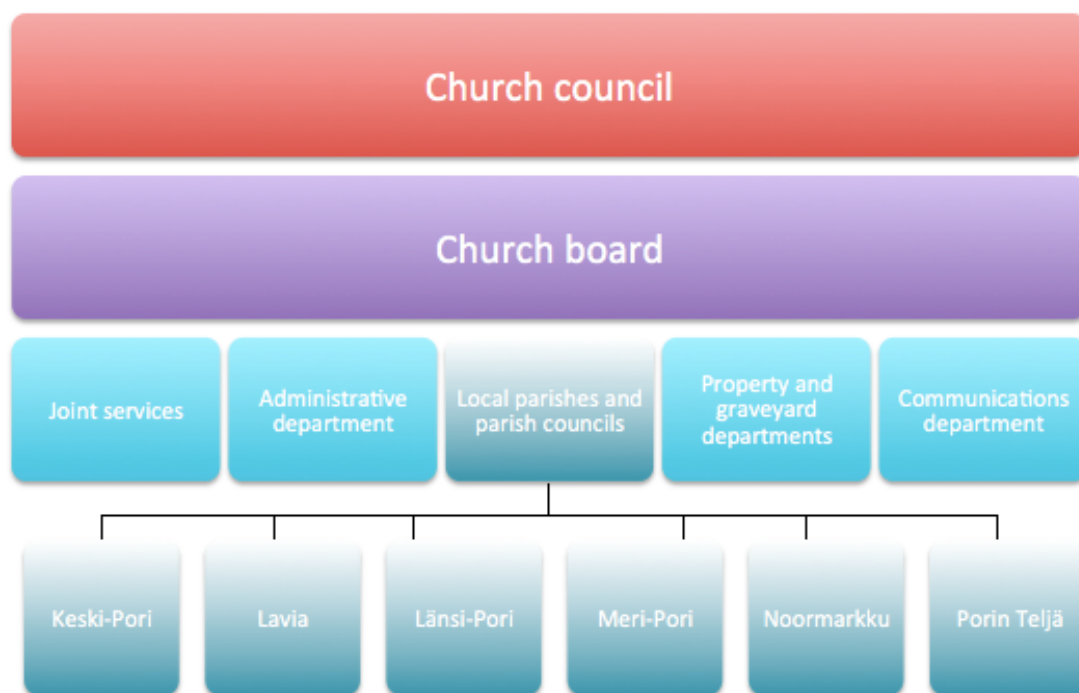 Church council
Church board
Joint services
Administrative
department
Local parishes and
parish councils
Property and
graveyard
departments
Communications
department
Keski-Pori
Lavia
Länsi-Pori
Meri-Pori
Noormarkku
Porin Teljä